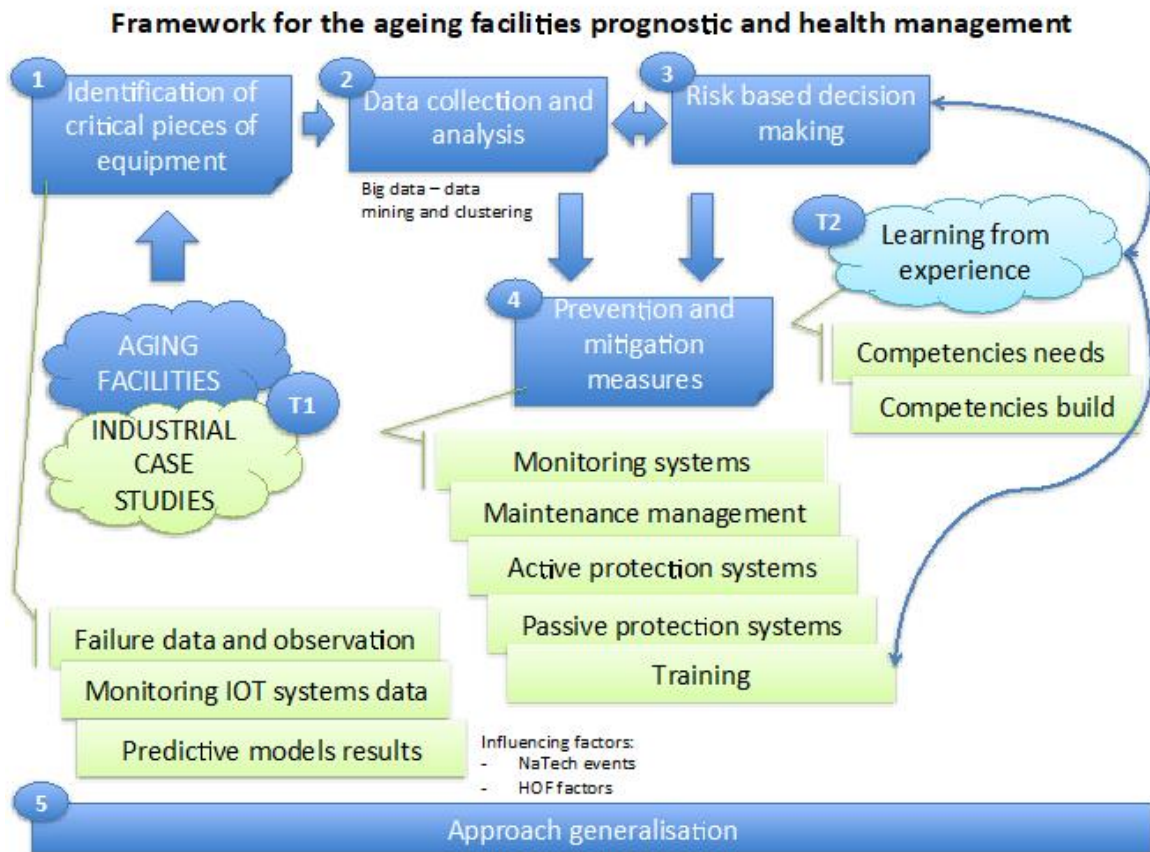 Framework for the ageing facilities prognostic and health management
1
Identification of
critical pieces of
equipment
2
Data collection and
analysis
3
Risk based decision
making
Big data – data
mining and clustering
T2
Learning from
experience
4
Prevention and
mitigation
measures
Competencies needs
Competencies build
AGING
FACILITIES
T1
INDUSTRIAL
CASE
STUDIES
Monitoring systems
Maintenance management
Active protection systems
Passive protection systems
Training
Failure data and observation
Monitoring IOT systems data
Predictive models results
Influencing factors:
- NaTech events
- HOF factors
5
Approach generalisation